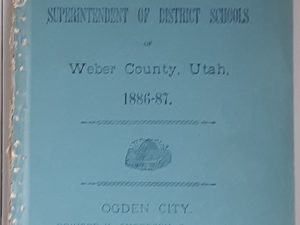 SUPERINTENDENT OF DISTRICT SCHOOLS
OF
Weber County, Utah,
1886-87.
OGDEN CITY.